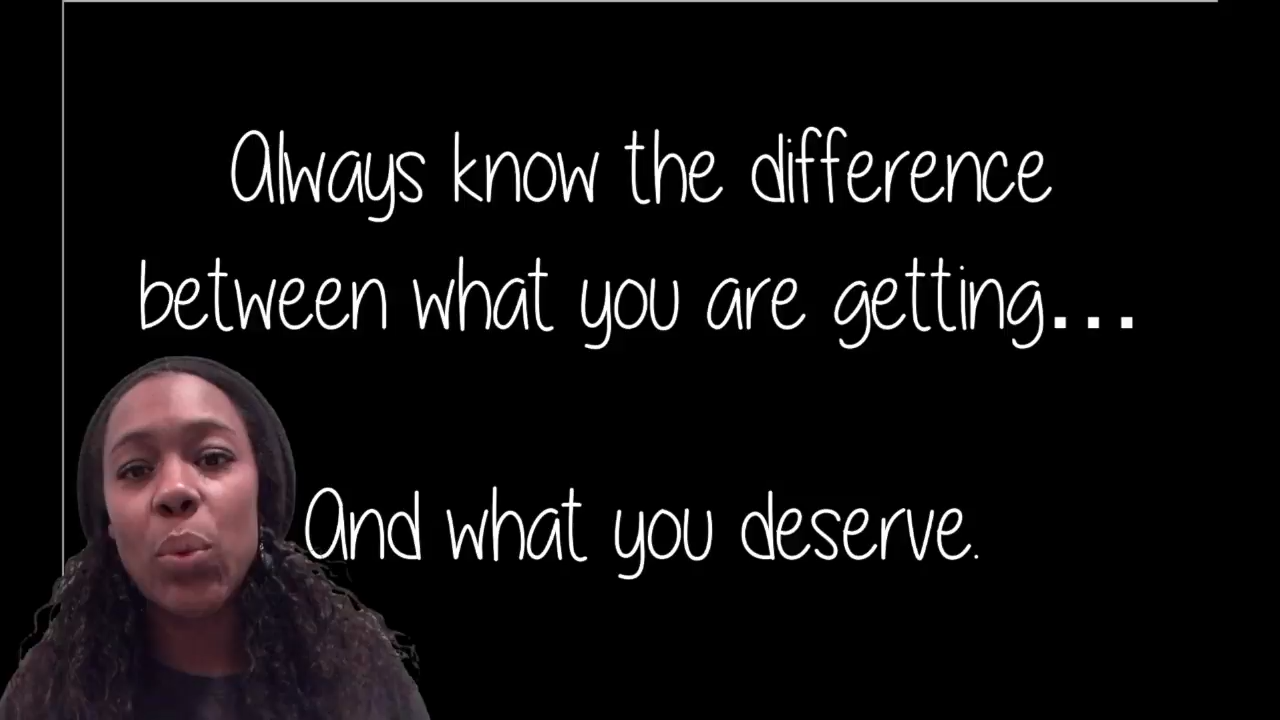 Always know the difference
between what you are getting...
And what you deserve.